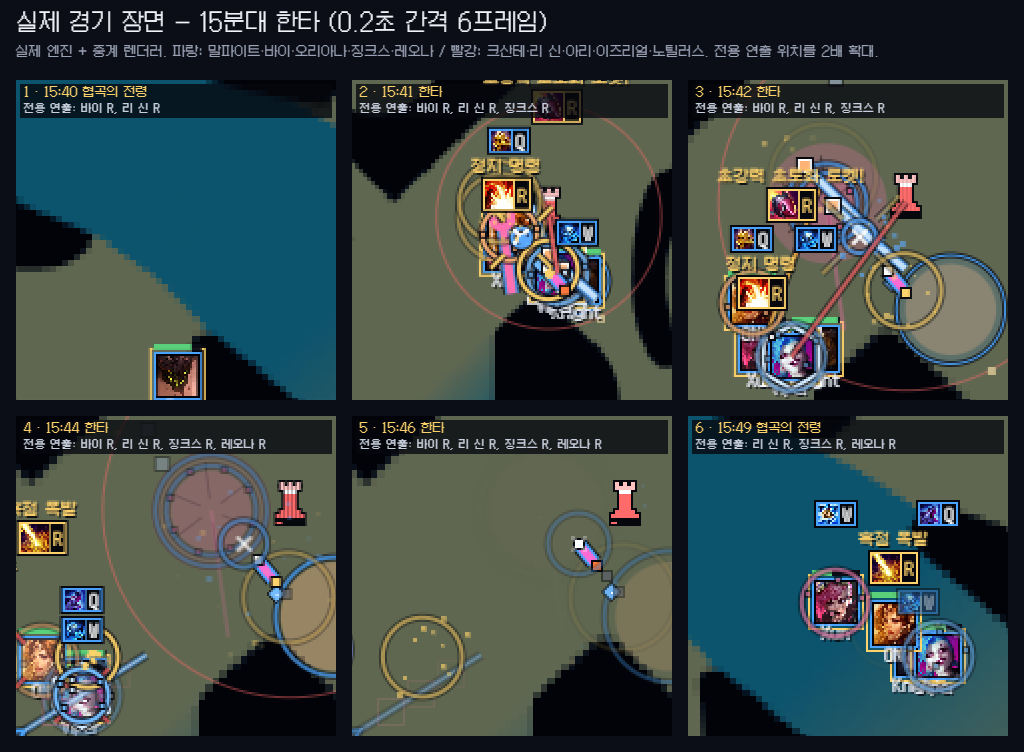 실제 경기 장면 - 15분대 한타 (0.2초 간격 6프레임)
실제 엔진 + 중계 렌더러. 파랑: 말파이트·바이·오리아나·징크스·레오나 / 빨강: 크산테·리 신·아리·이즈리얼·노틸러스. 전용 연출 위치를 2배 확대.
1 · 15:40 협곡의 전령
전용 연출: 바이 R, 리 신 R
2 · 15:41 한타
전용 연출: 바이 R, 리 신 R, 징크스 R
R
Q
정지 명령
R
W
X
3 · 15:42 한타
전용 연출: 바이 R, 리 신 R, 징크스 R
초강력 초토화 로켓!
R
Q
W
정지 명령
R
4 · 15:44 한타
전용 연출: 바이 R, 리 신 R, 징크스 R, 레오나 R
흑점 폭발
R
Q
W
5 · 15:46 한타
전용 연출: 바이 R, 리 신 R, 징크스 R, 레오나 R
6 · 15:49 협곡의 전령
전용 연출: 리 신 R, 징크스 R, 레오나 R
W
Q
흑점 폭발
R
W